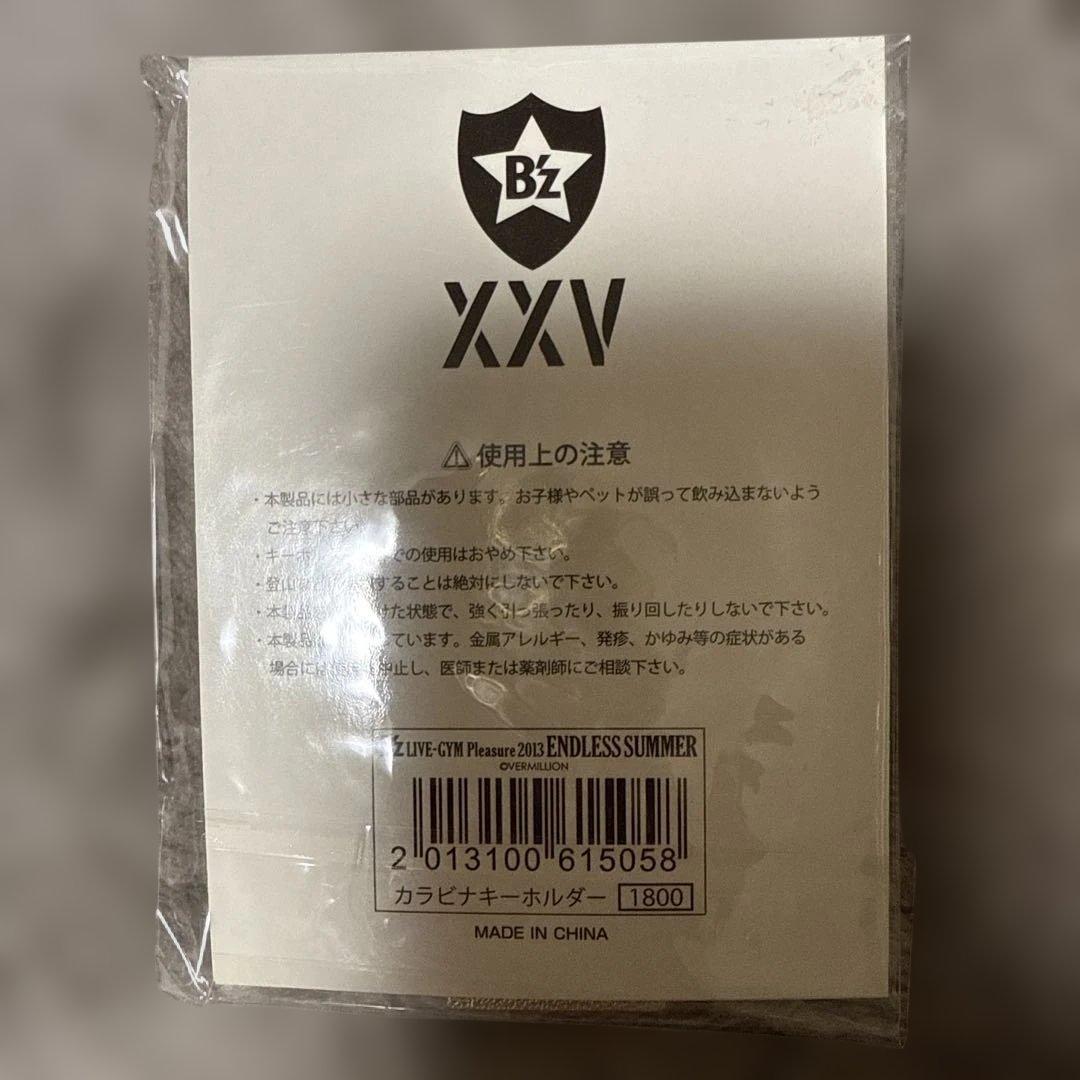 B'z
XXV
使用上の注意
・本製品には小さな部品があります。お子様やペットが誤って飲み込まないよう
ご注意下さい
・キーホ での使用はおやめ下さい。
・登山 することは絶対にしないで下さい。
・本製品 けた状態で、強く引っ張ったり、振り回したりしないで下さい。
・本製品 ています。金属アレルギー、発疹、かゆみ等の症状がある
場合には 中止し、医師または薬剤師にご相談下さい。
B'z LIVE-GYM Pleasure 2013 ENDLESS SUMMER
©VERMILLION
2 013100 615058
カラビナキーホルダー 1800
MADE IN CHINA